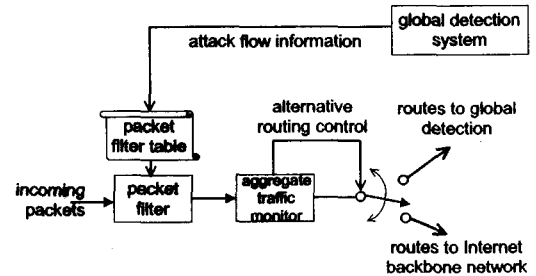 global detection
system
attack flow information
packet
filter table
alternative
routing control
routes to global
detection
incoming
packets
packet
filter
aggregate
traffic
monitor
routes to Internet
backbone network